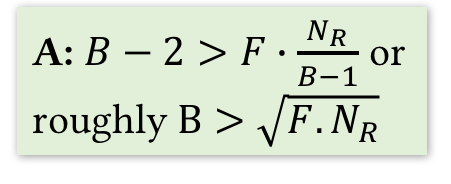 A: B − 2 > F · N_R / (B−1) or
roughly B > √(F.N_R)